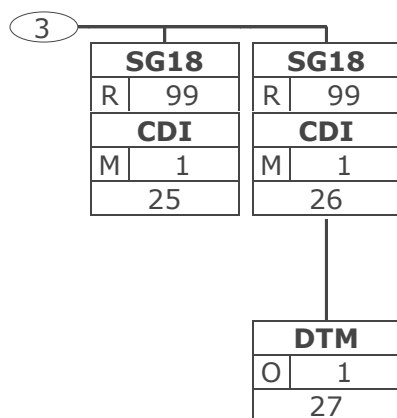 3
SG18 SG18
R 99 R 99
CDI CDI
M 1 M 1
25 26
DTM
O 1
27